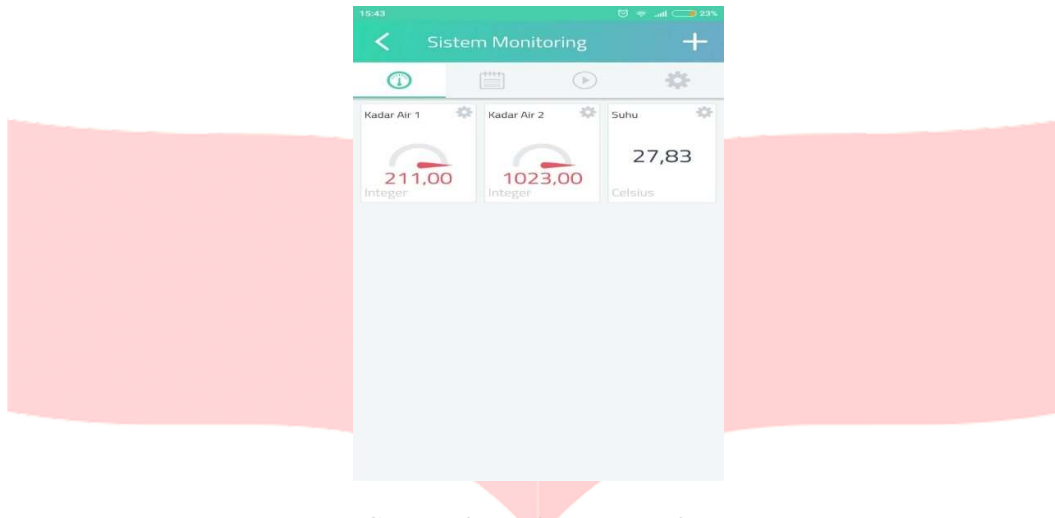 15:43
23%
Sistem Monitoring
Kadar Air 1
211,00
Integer
Kadar Air 2
1023,00
Integer
Suhu
27,83
Celsius